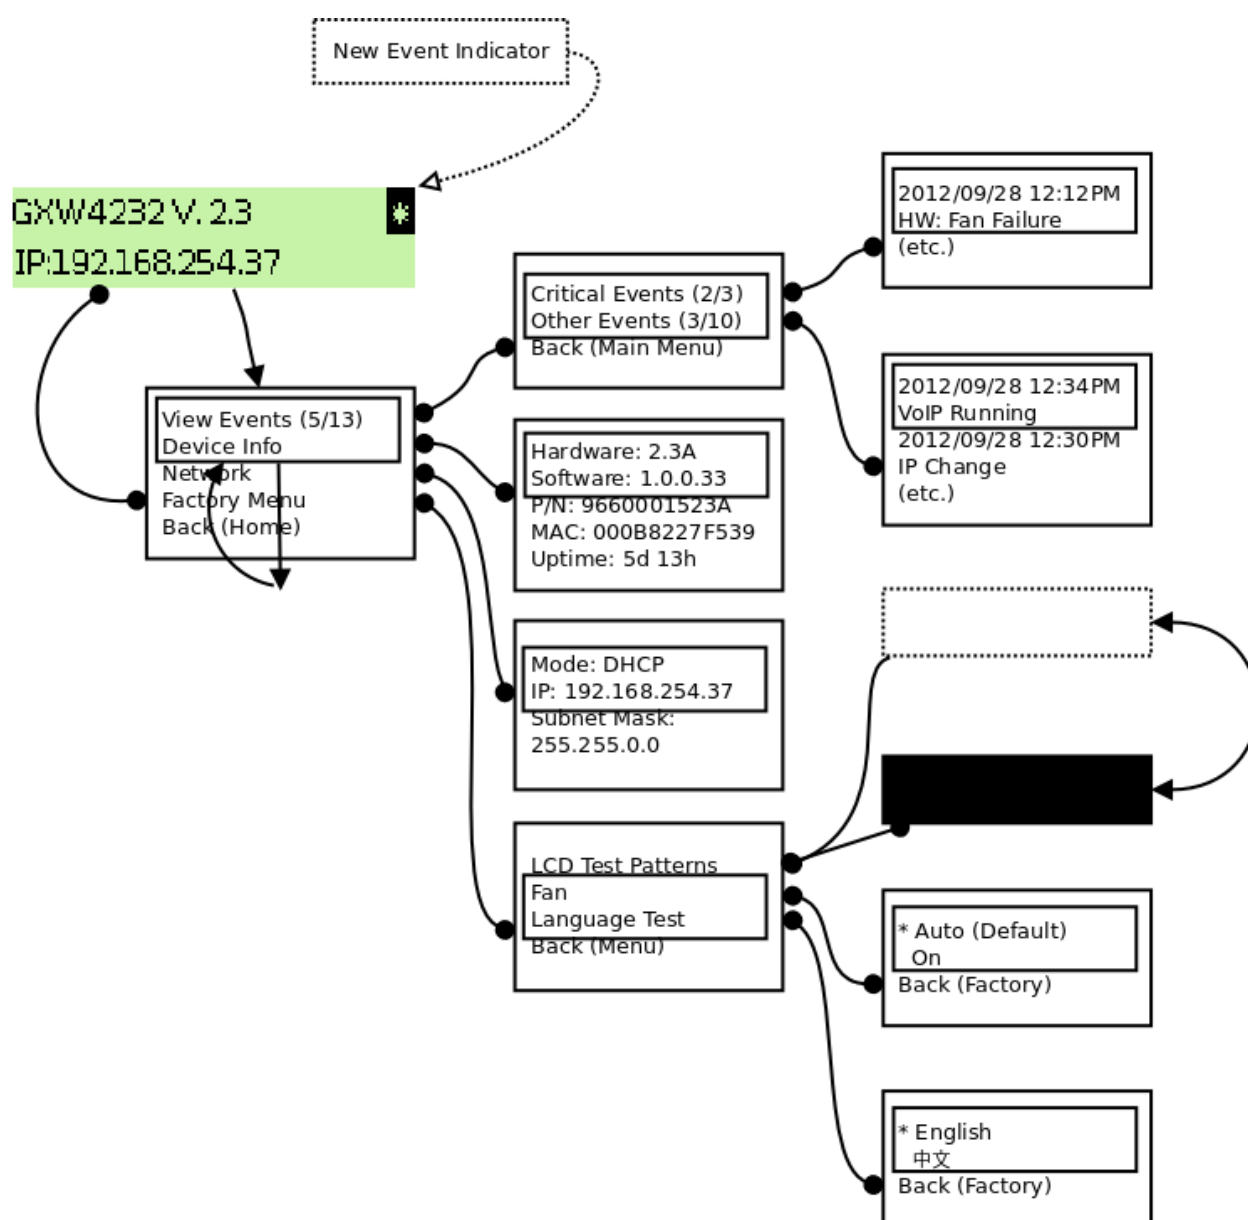 New Event Indicator
GXW4232 V. 2.3 *
IP:192.168.254.37
View Events (5/13)
Device Info
Network
Factory Menu
Back (Home)
Critical Events (2/3)
Other Events (3/10)
Back (Main Menu)
Hardware: 2.3A
Software: 1.0.0.33
P/N: 9660001523A
MAC: 000B8227F539
Uptime: 5d 13h
Mode: DHCP
IP: 192.168.254.37
Subnet Mask:
255.255.0.0
LCD Test Patterns
Fan
Language Test
Back (Menu)
2012/09/28 12:12PM
HW: Fan Failure
(etc.)
2012/09/28 12:34PM
VoIP Running
2012/09/28 12:30PM
IP Change
(etc.)
* Auto (Default)
On
Back (Factory)
* English
中文
Back (Factory)